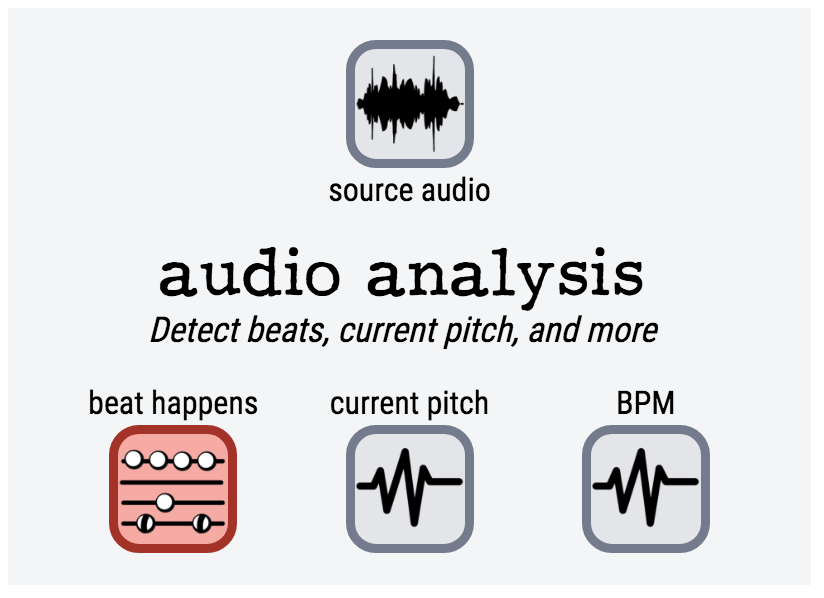 source audio
audio analysis
Detect beats, current pitch, and more
beat happens
current pitch
BPM